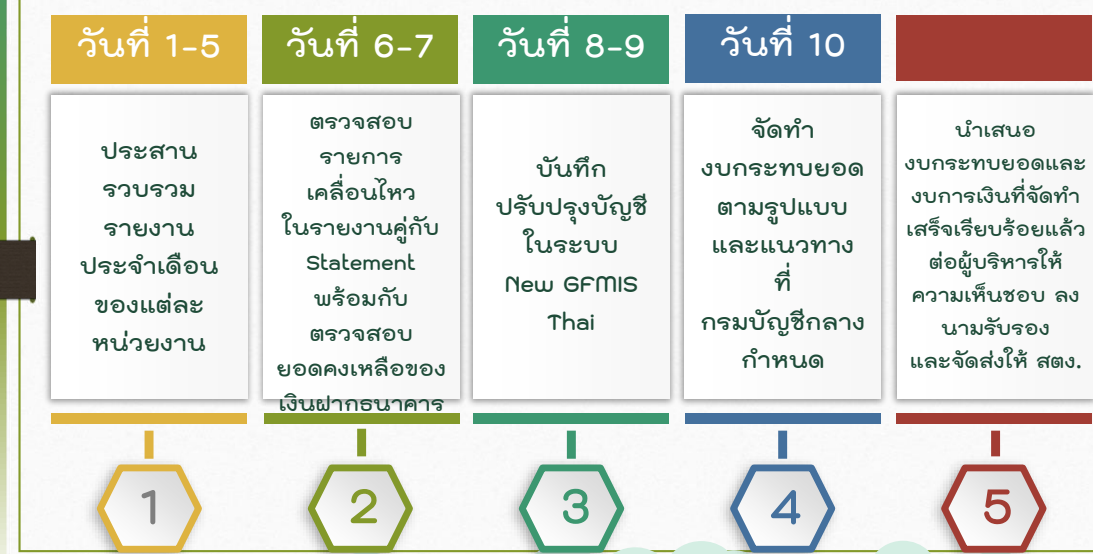 วันที่ 1-5
ประสาน
รวบรวม
รายงาน
ประจำเดือน
ของแต่ละ
หน่วยงาน
1
วันที่ 6-7
ตรวจสอบ
รายการ
เคลื่อนไหว
ในรายงานคู่กับ
Statement
พร้อมกับ
ตรวจสอบ
ยอดคงเหลือของ
เงินฝากธนาคาร
2
วันที่ 8-9
บันทึก
ปรับปรุงบัญชี
ในระบบ
New GFMIS
Thai
3
วันที่ 10
จัดทำ
งบกระทบยอด
ตามรูปแบบ
และแนวทาง
ที่
กรมบัญชีกลาง
กำหนด
4
นำเสนอ
งบกระทบยอดและ
งบการเงินที่จัดทำ
เสร็จเรียบร้อยแล้ว
ต่อผู้บริหารให้
ความเห็นชอบ ลง
นามรับรอง
และจัดส่งให้ สตง.
5